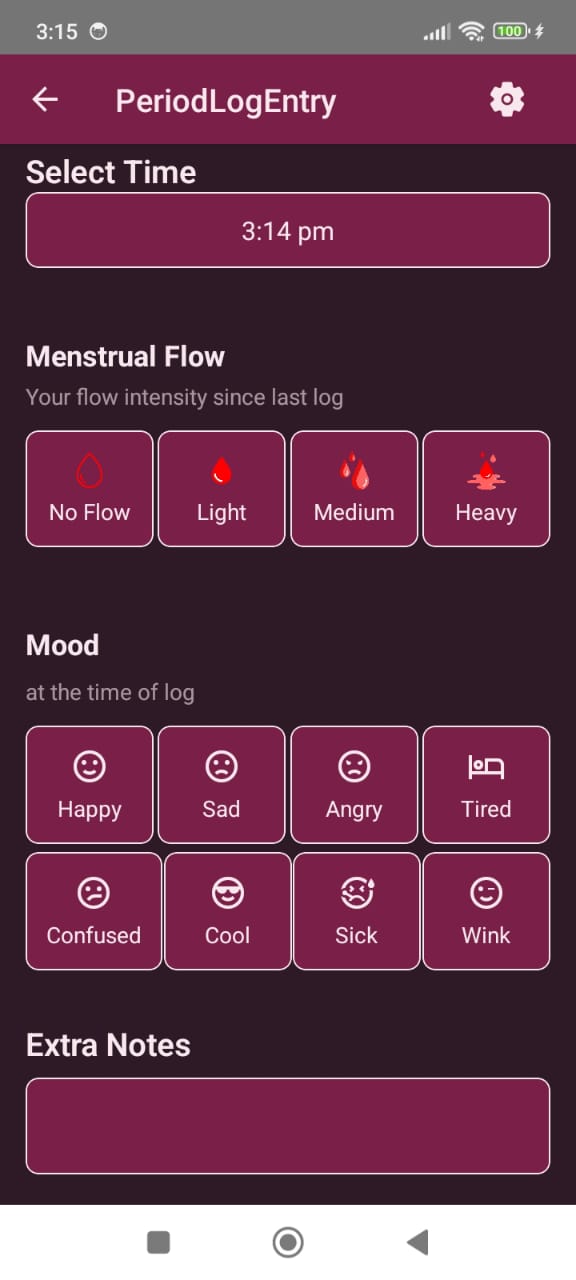 3:15
100
PeriodLogEntry
Select Time
3:14 pm
Menstrual Flow
Your flow intensity since last log
No Flow Light Medium Heavy
Mood
at the time of log
Happy Sad Angry Tired
Confused Cool Sick Wink
Extra Notes